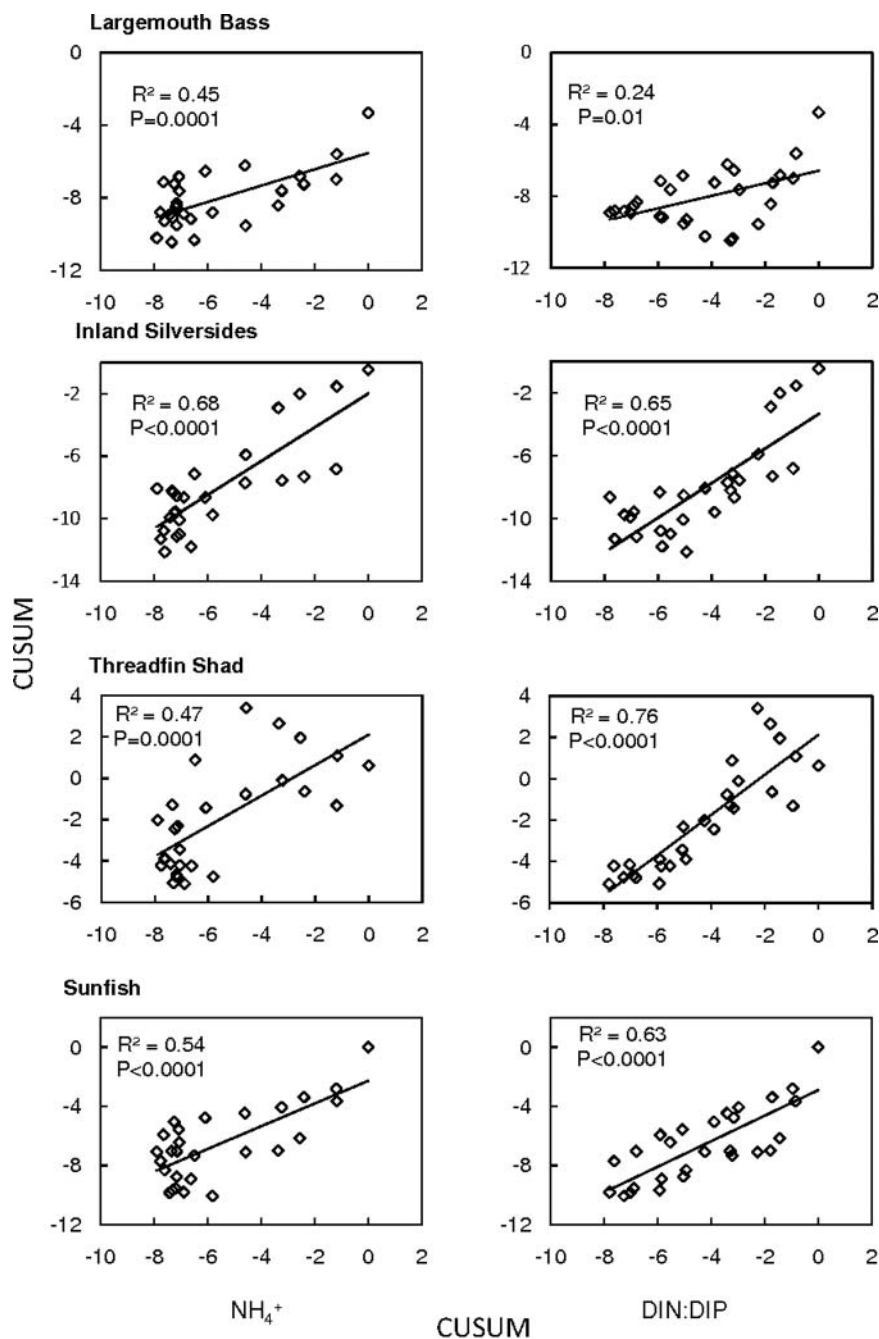 Largemouth Bass
0
-4
-8
-12
R² = 0.45
P=0.0001
-10 -8 -6 -4 -2 0 2
0
-4
-8
-12
R² = 0.24
P=0.01
-10 -8 -6 -4 -2 0 2
Inland Silversides
-2
-6
-10
-14
R² = 0.68
P<0.0001
-10 -8 -6 -4 -2 0 2
-2
-6
-10
-14
R² = 0.65
P<0.0001
-10 -8 -6 -4 -2 0 2
CUSUM
Threadfin Shad
4
2
0
-2
-4
-6
R² = 0.47
P=0.0001
-10 -8 -6 -4 -2 0 2
4
2
0
-2
-4
-6
R² = 0.76
P<0.0001
-10 -8 -6 -4 -2 0 2
Sunfish
0
-4
-8
-12
R² = 0.54
P<0.0001
-10 -8 -6 -4 -2 0 2
0
-4
-8
-12
R² = 0.63
P<0.0001
-10 -8 -6 -4 -2 0 2
NH₄⁺
DIN:DIP
CUSUM